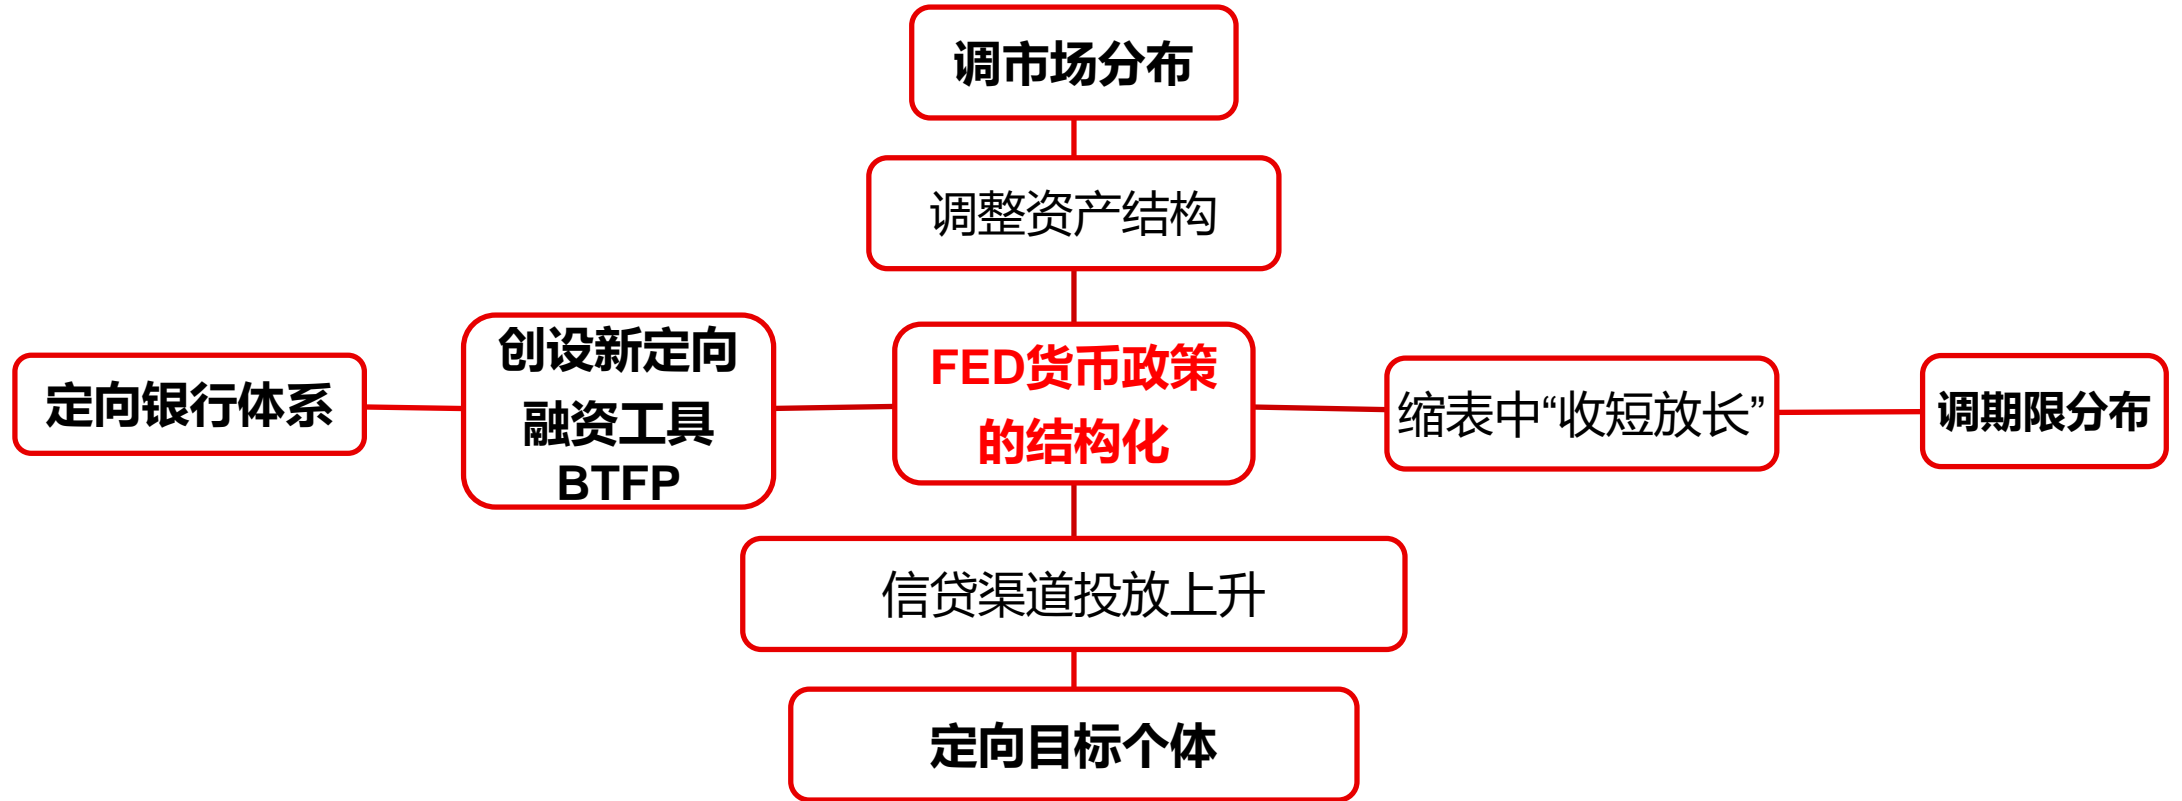 调市场分布
调整资产结构
定向银行体系
创设新定向
融资工具
BTFP
FED货币政策
的结构化
缩表中“收短放长”
调期限分布
信贷渠道投放上升
定向目标个体